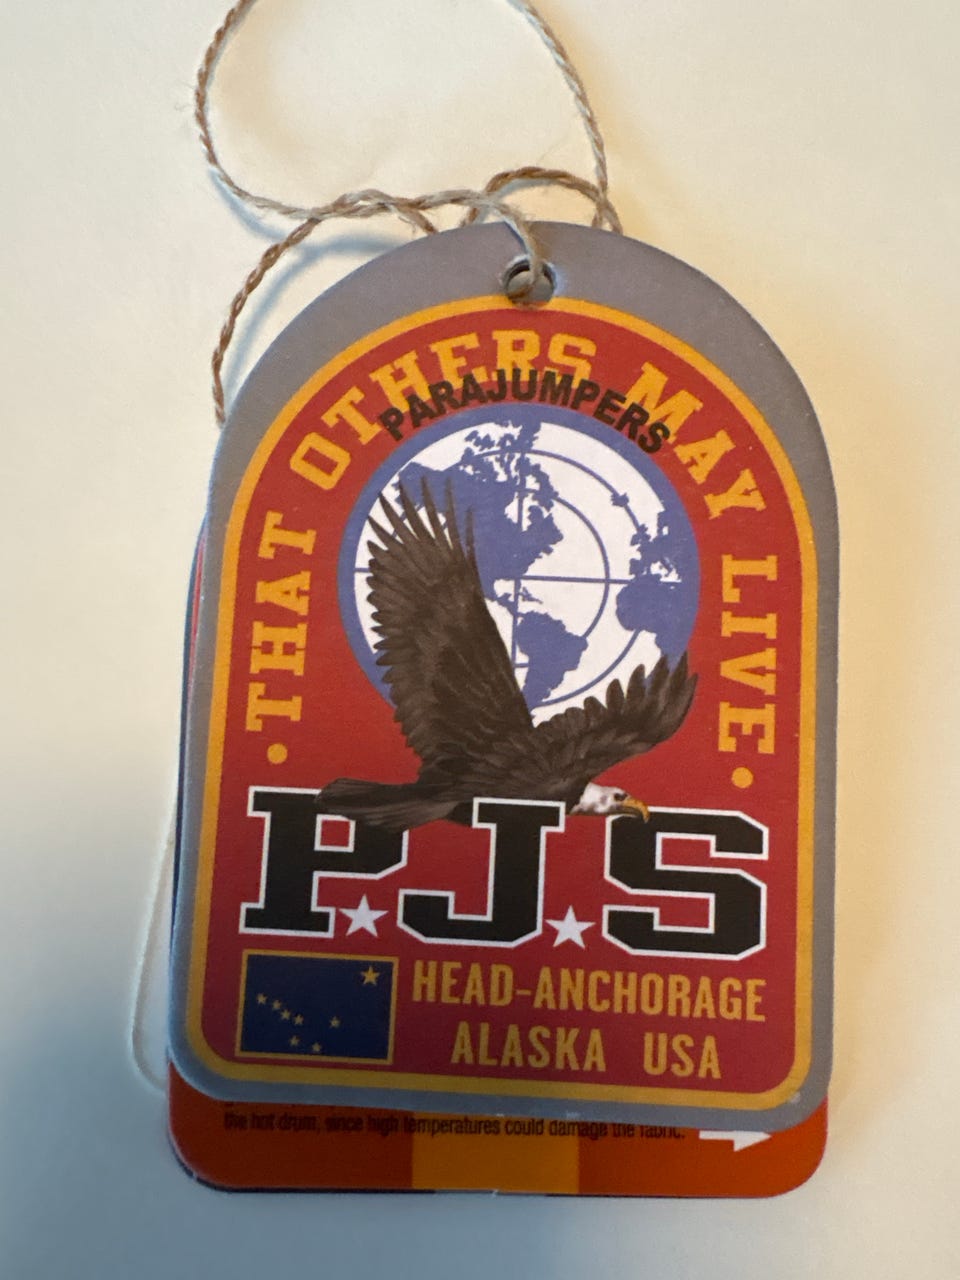 ·THAT OTHERS MAY LIVE·
PARAJUMPERS
P.J.S
HEAD-ANCHORAGE
ALASKA USA
the hot drum, since high temperatures could damage the fabric.